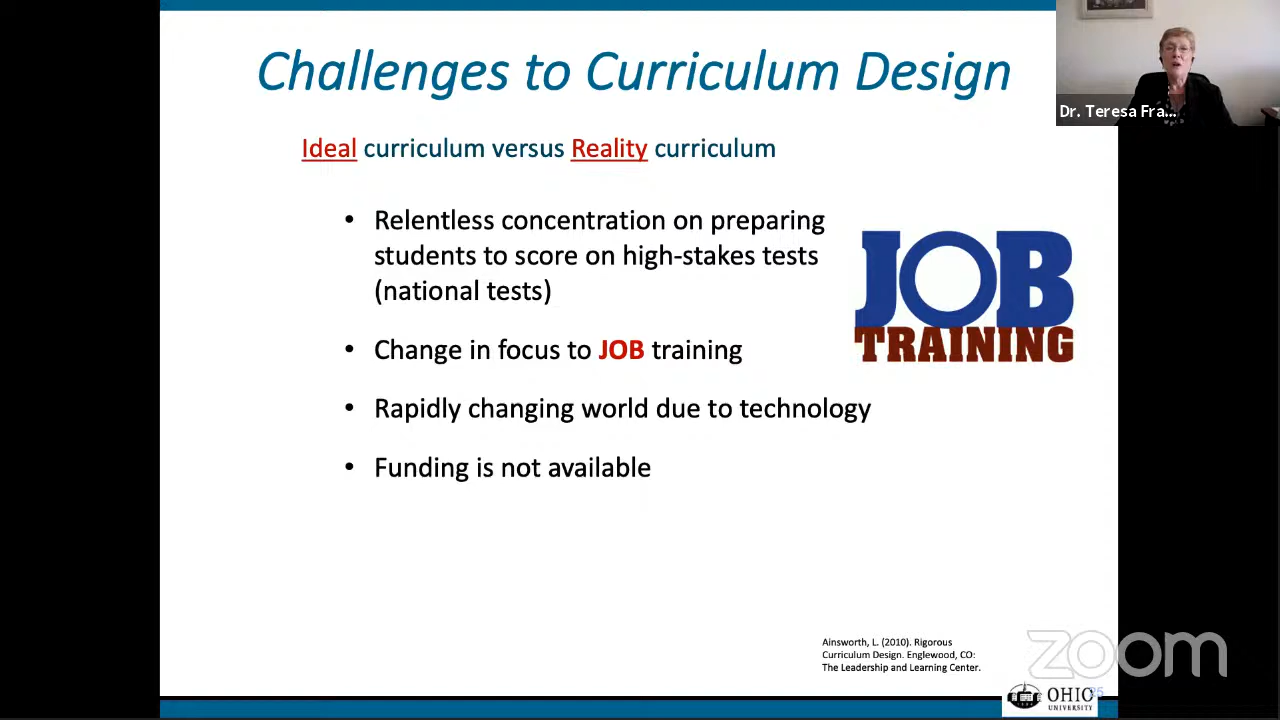 Challenges to Curriculum Design
Dr. Teresa Fra...
Ideal curriculum versus Reality curriculum
• Relentless concentration on preparing
students to score on high-stakes tests
(national tests)
JOB
TRAINING
• Change in focus to JOB training
• Rapidly changing world due to technology
• Funding is not available
Ainsworth, L. (2010). Rigorous
Curriculum Design. Englewood, CO:
The Leadership and Learning Center.
zoom
OHIO
UNIVERSITY
25